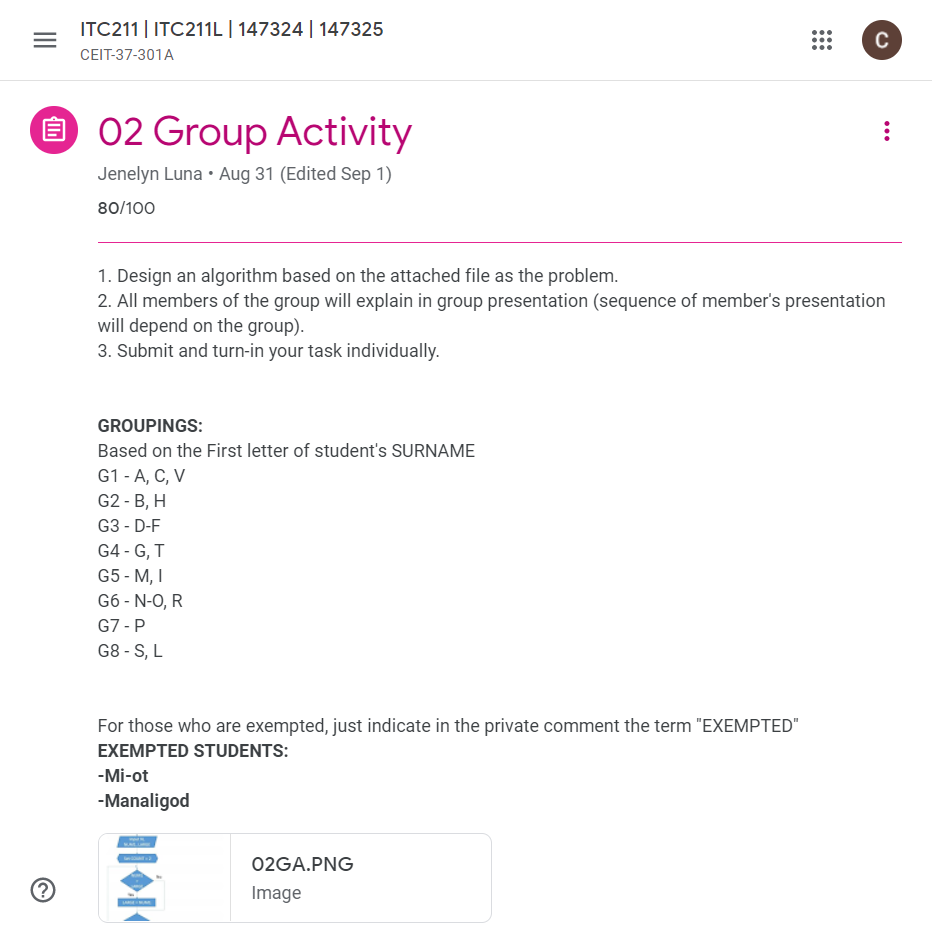 ITC211 | ITC211L | 147324 | 147325
CEIT-37-301A
C
02 Group Activity
Jenelyn Luna • Aug 31 (Edited Sep 1)
80/100
1. Design an algorithm based on the attached file as the problem.
2. All members of the group will explain in group presentation (sequence of member's presentation
will depend on the group).
3. Submit and turn-in your task individually.
GROUPINGS:
Based on the First letter of student's SURNAME
G1 - A, C, V
G2 - B, H
G3 - D-F
G4 - G, T
G5 - M, I
G6 - N-O, R
G7 - P
G8 - S, L
For those who are exempted, just indicate in the private comment the term "EXEMPTED"
EXEMPTED STUDENTS:
-Mi-ot
-Manaligod
02GA.PNG
Image